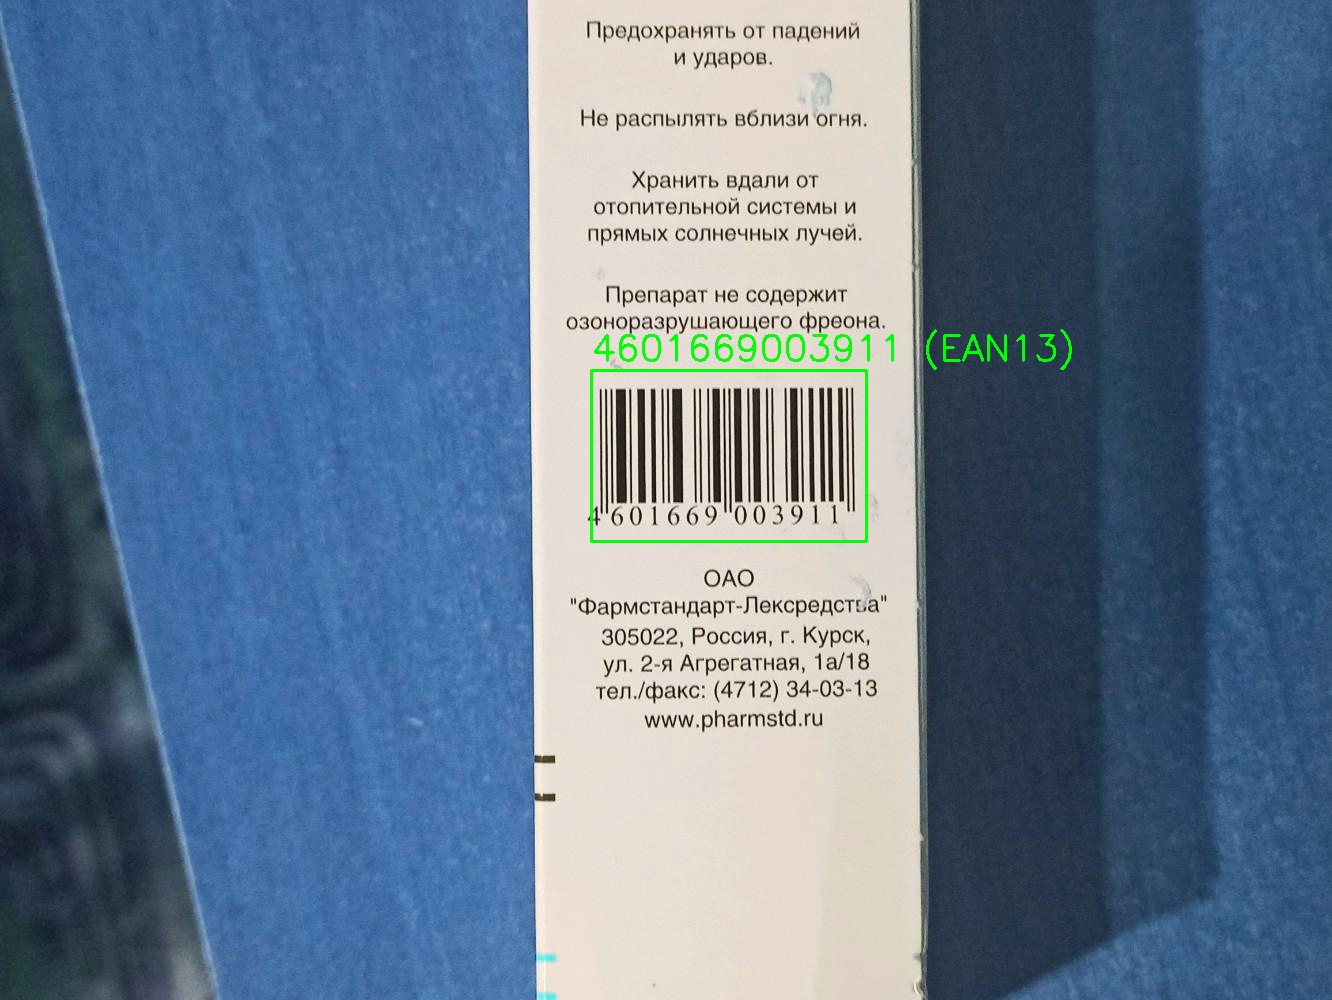 Предохранять от падений
и ударов.
Не распылять вблизи огня.
Хранить вдали от
отопительной системы и
прямых солнечных лучей.
Препарат не содержит
озоноразрушающего фреона.
4601669003911 (EAN13)
4 601669 003911
ОАО
"Фармстандарт-Лексредства"
305022, Россия, г. Курск,
ул. 2-я Агрегатная, 1а/18
тел./факс: (4712) 34-03-13
www.pharmstd.ru